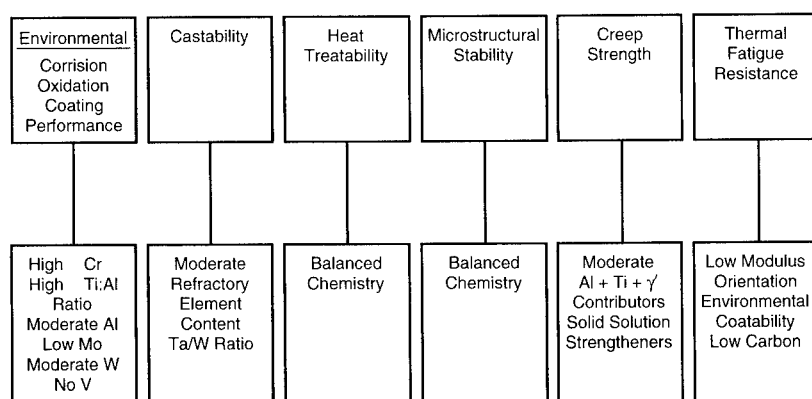 Environmental
Corrision
Oxidation
Coating
Performance
Castability
Heat
Treatability
Microstructural
Stability
Creep
Strength
Thermal
Fatigue
Resistance
High Cr
High Ti:Al
Ratio
Moderate Al
Low Mo
Moderate W
No V
Moderate
Refractory
Element
Content
Ta/W Ratio
Balanced
Chemistry
Balanced
Chemistry
Moderate
Al + Ti + γ′
Contributors
Solid Solution
Strengtheners
Low Modulus
Orientation
Environmental
Coatability
Low Carbon